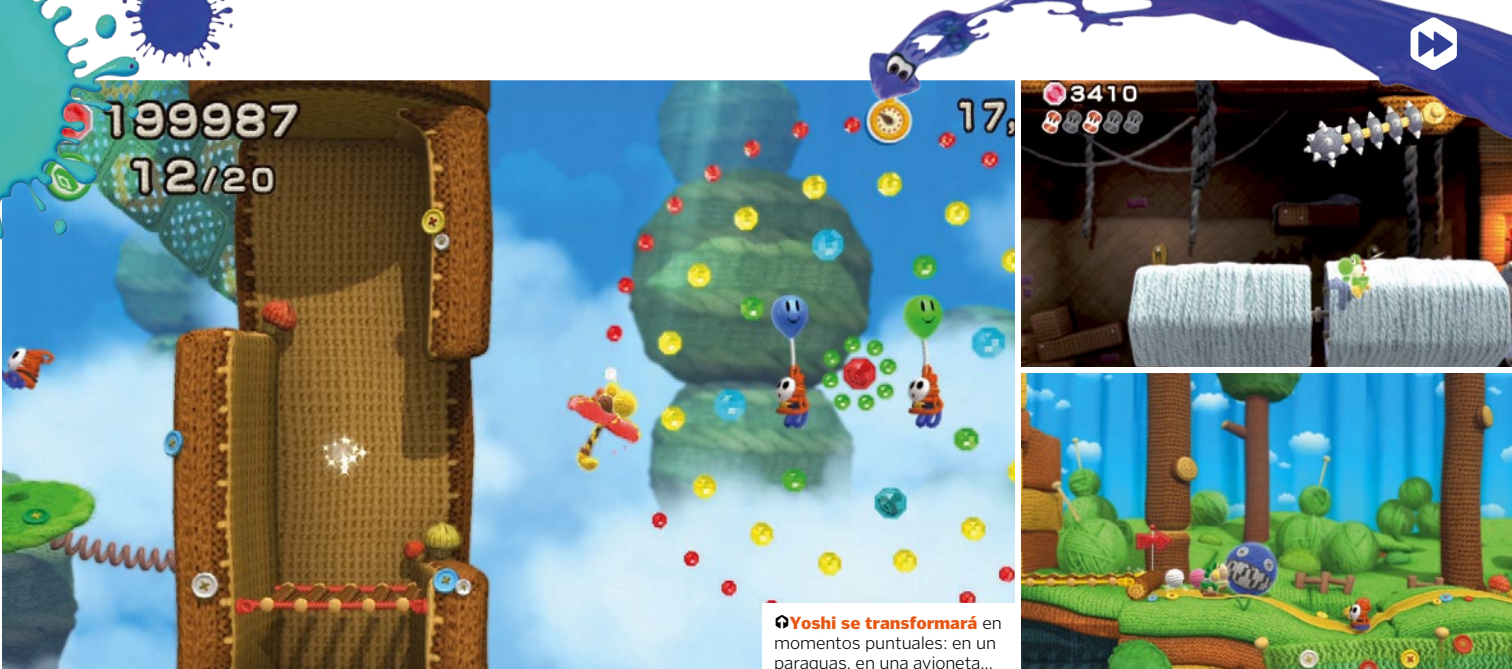 199987
12/20
17,
3410
Yoshi se transformará en
momentos puntuales: en un
paraguas, en una avioneta...